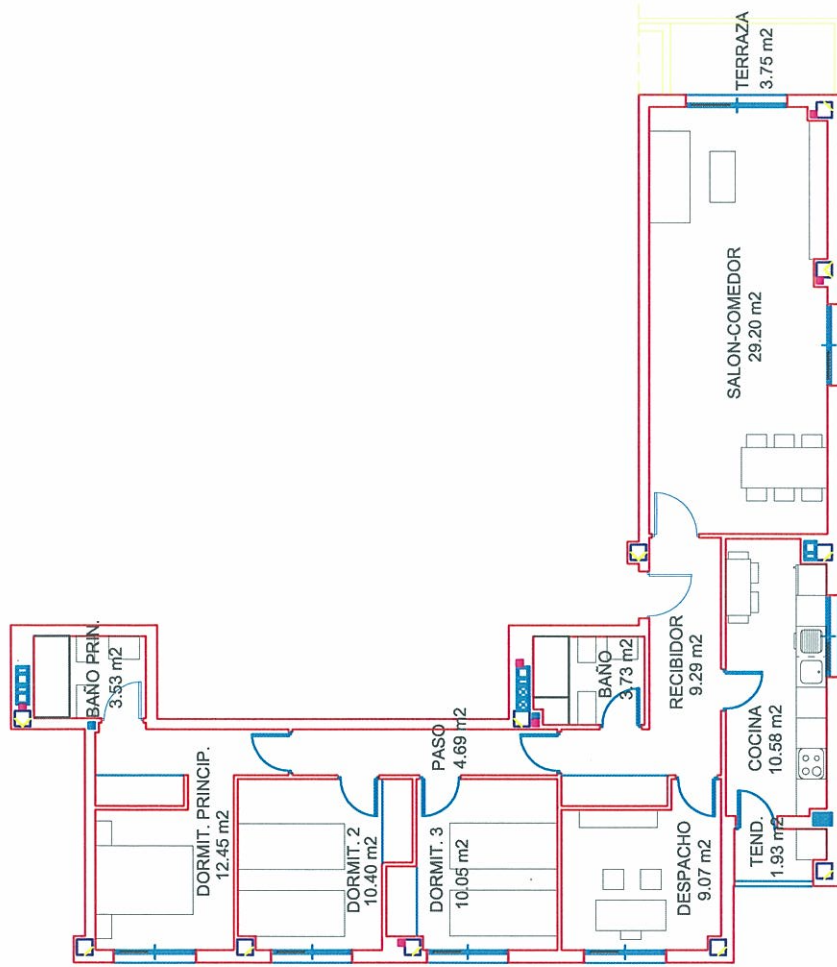 BAÑO PRIN.
3.53 m2
DORMIT. PRINCIP.
12.45 m2
DORMIT. 2
10.40 m2
PASO
4.69 m2
DORMIT. 3
10.05 m2
BAÑO
3.73 m2
DESPACHO
9.07 m2
RECIBIDOR
9.29 m2
COCINA
10.58 m2
TEND.
1.93 m2
SALON-COMEDOR
29.20 m2
TERRAZA
3.75 m2